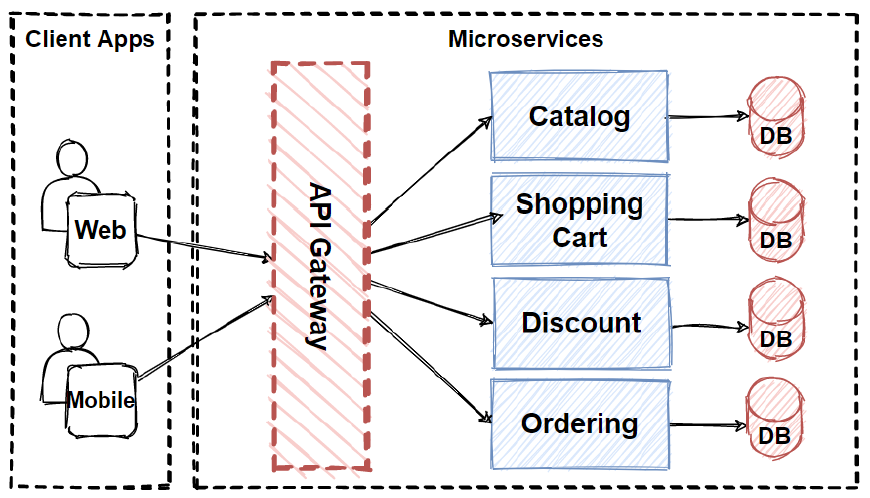 Client Apps
Microservices
Web
Mobile
API Gateway
Catalog
DB
Shopping
Cart
DB
Discount
DB
Ordering
DB